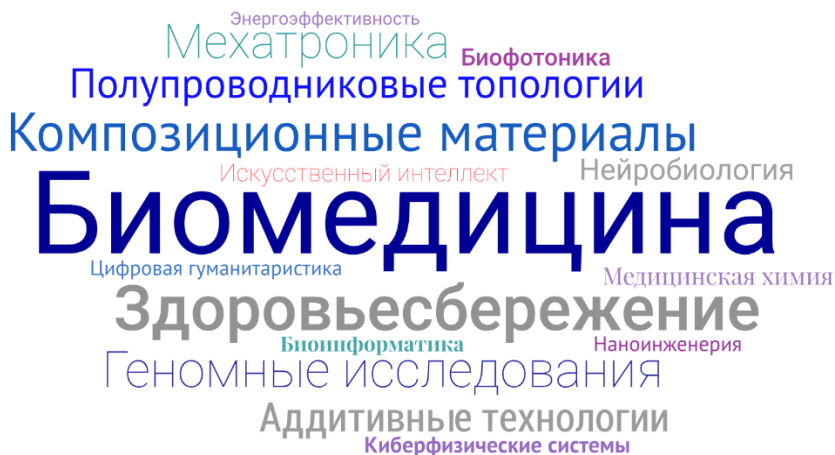 Энергоэффективность
Мехатроника
Биофотоника
Полупроводниковые топологии
Композиционные материалы
Искусственный интеллект
Нейробиология
Биомедицина
Цифровая гуманитаристика
Медицинская химия
Здоровьесбережение
Биоинформатика
Наноинженерия
Геномные исследования
Аддитивные технологии
Киберфизические системы